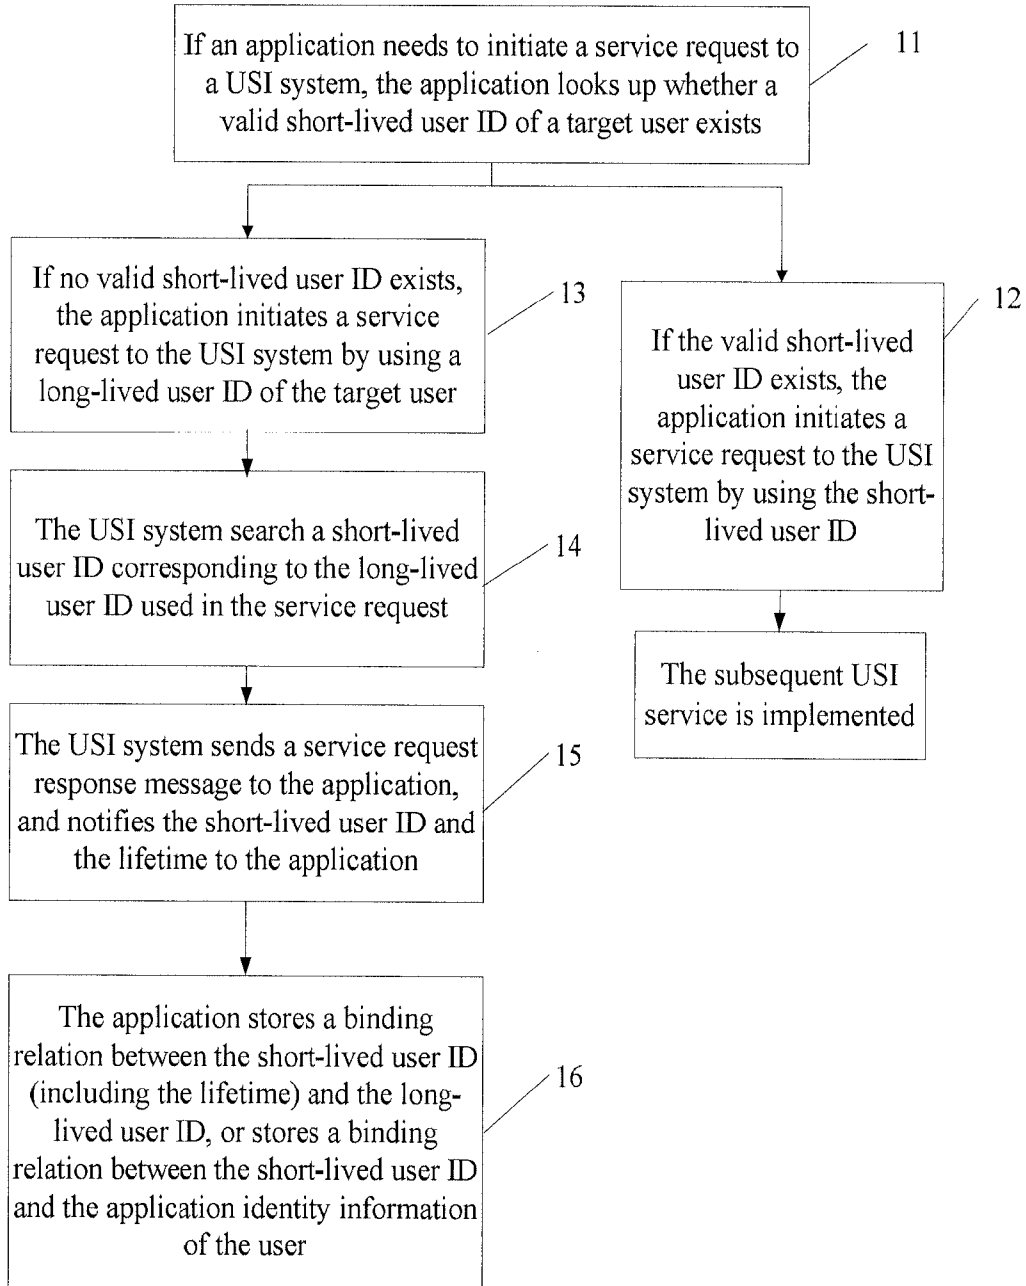 If an application needs to initiate a service request to
a USI system, the application looks up whether a
valid short-lived user ID of a target user exists
11
If no valid short-lived user ID exists,
the application initiates a service
request to the USI system by using a
long-lived user ID of the target user
13
If the valid short-lived
user ID exists, the
application initiates a
service request to the USI
system by using the short-
lived user ID
12
The USI system search a short-lived
user ID corresponding to the long-lived
user ID used in the service request
14
The subsequent USI
service is implemented
The USI system sends a service request
response message to the application,
and notifies the short-lived user ID and
the lifetime to the application
15
The application stores a binding
relation between the short-lived user ID
(including the lifetime) and the long-
lived user ID, or stores a binding
relation between the short-lived user ID
and the application identity information
of the user
16